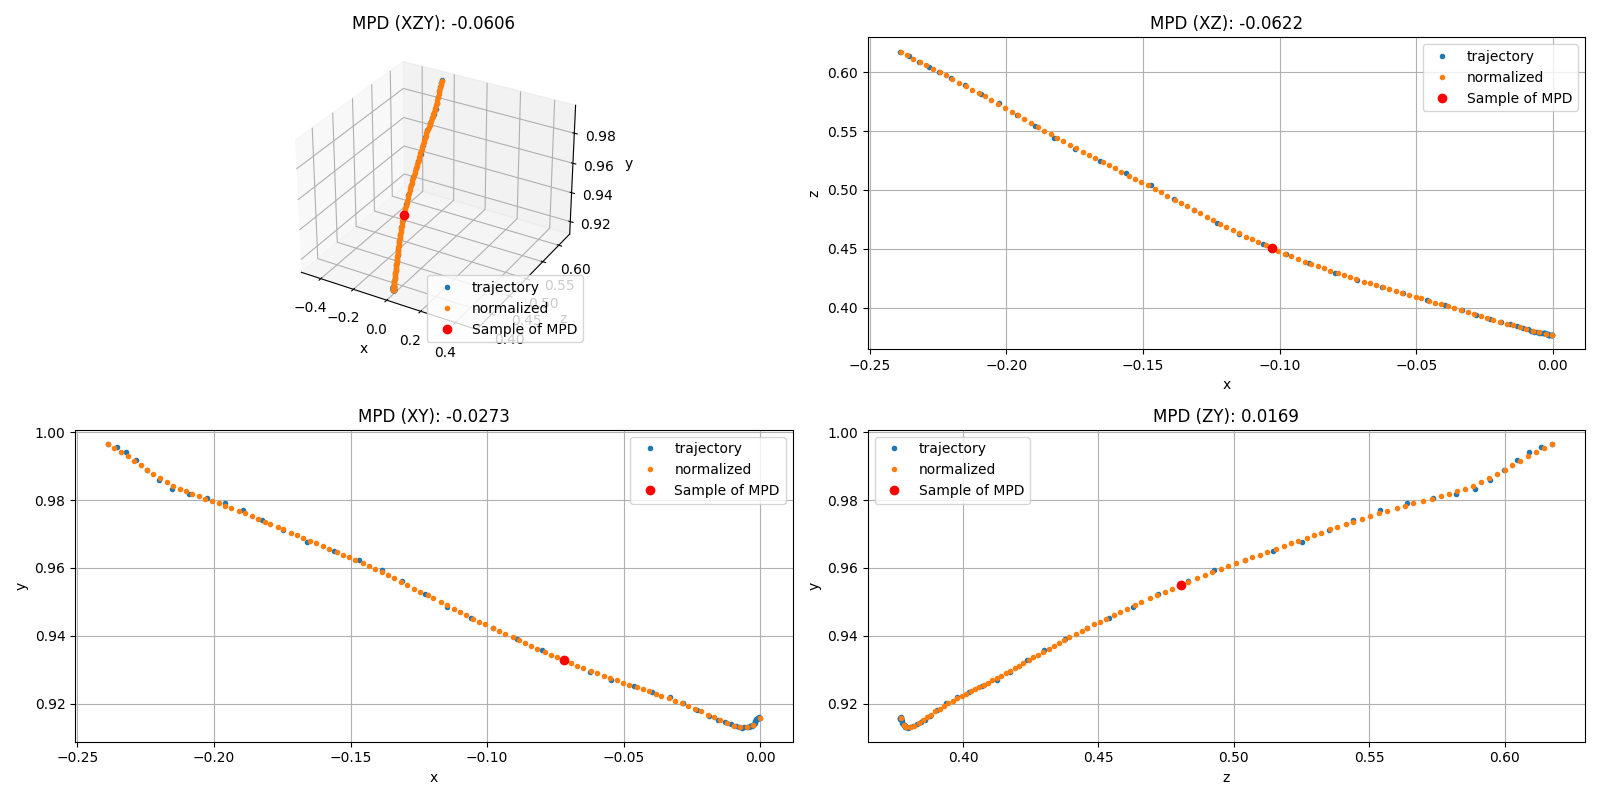 MPD (XZY): -0.0606
0.98
0.96
0.94
0.92
y
0.60
0.55
0.50
0.45
0.40
z
−0.4
−0.2
0.0
0.2
0.4
x
trajectory
normalized
Sample of MPD
MPD (XZ): -0.0622
trajectory
normalized
Sample of MPD
0.60
0.55
0.50
0.45
0.40
z
−0.25 −0.20 −0.15 −0.10 −0.05 0.00
x
MPD (XY): -0.0273
trajectory
normalized
Sample of MPD
1.00
0.98
0.96
0.94
0.92
y
−0.25 −0.20 −0.15 −0.10 −0.05 0.00
x
MPD (ZY): 0.0169
trajectory
normalized
Sample of MPD
1.00
0.98
0.96
0.94
0.92
y
0.40 0.45 0.50 0.55 0.60
z